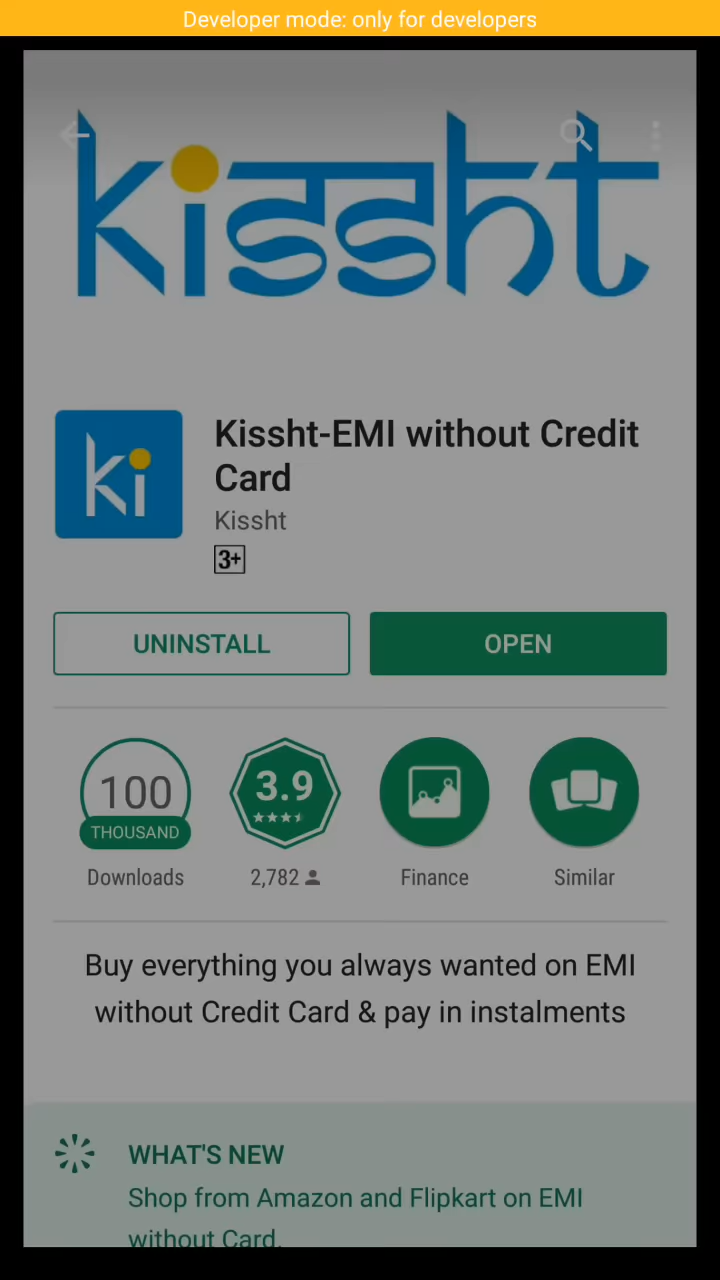 Developer mode: only for developers
kissht
ki
Kissht-EMI without Credit
Card
Kissht
3+
UNINSTALL
OPEN
100
THOUSAND
Downloads
3.9
2,782
Finance
Similar
Buy everything you always wanted on EMI
without Credit Card & pay in instalments
WHAT'S NEW
Shop from Amazon and Flipkart on EMI
without Card.